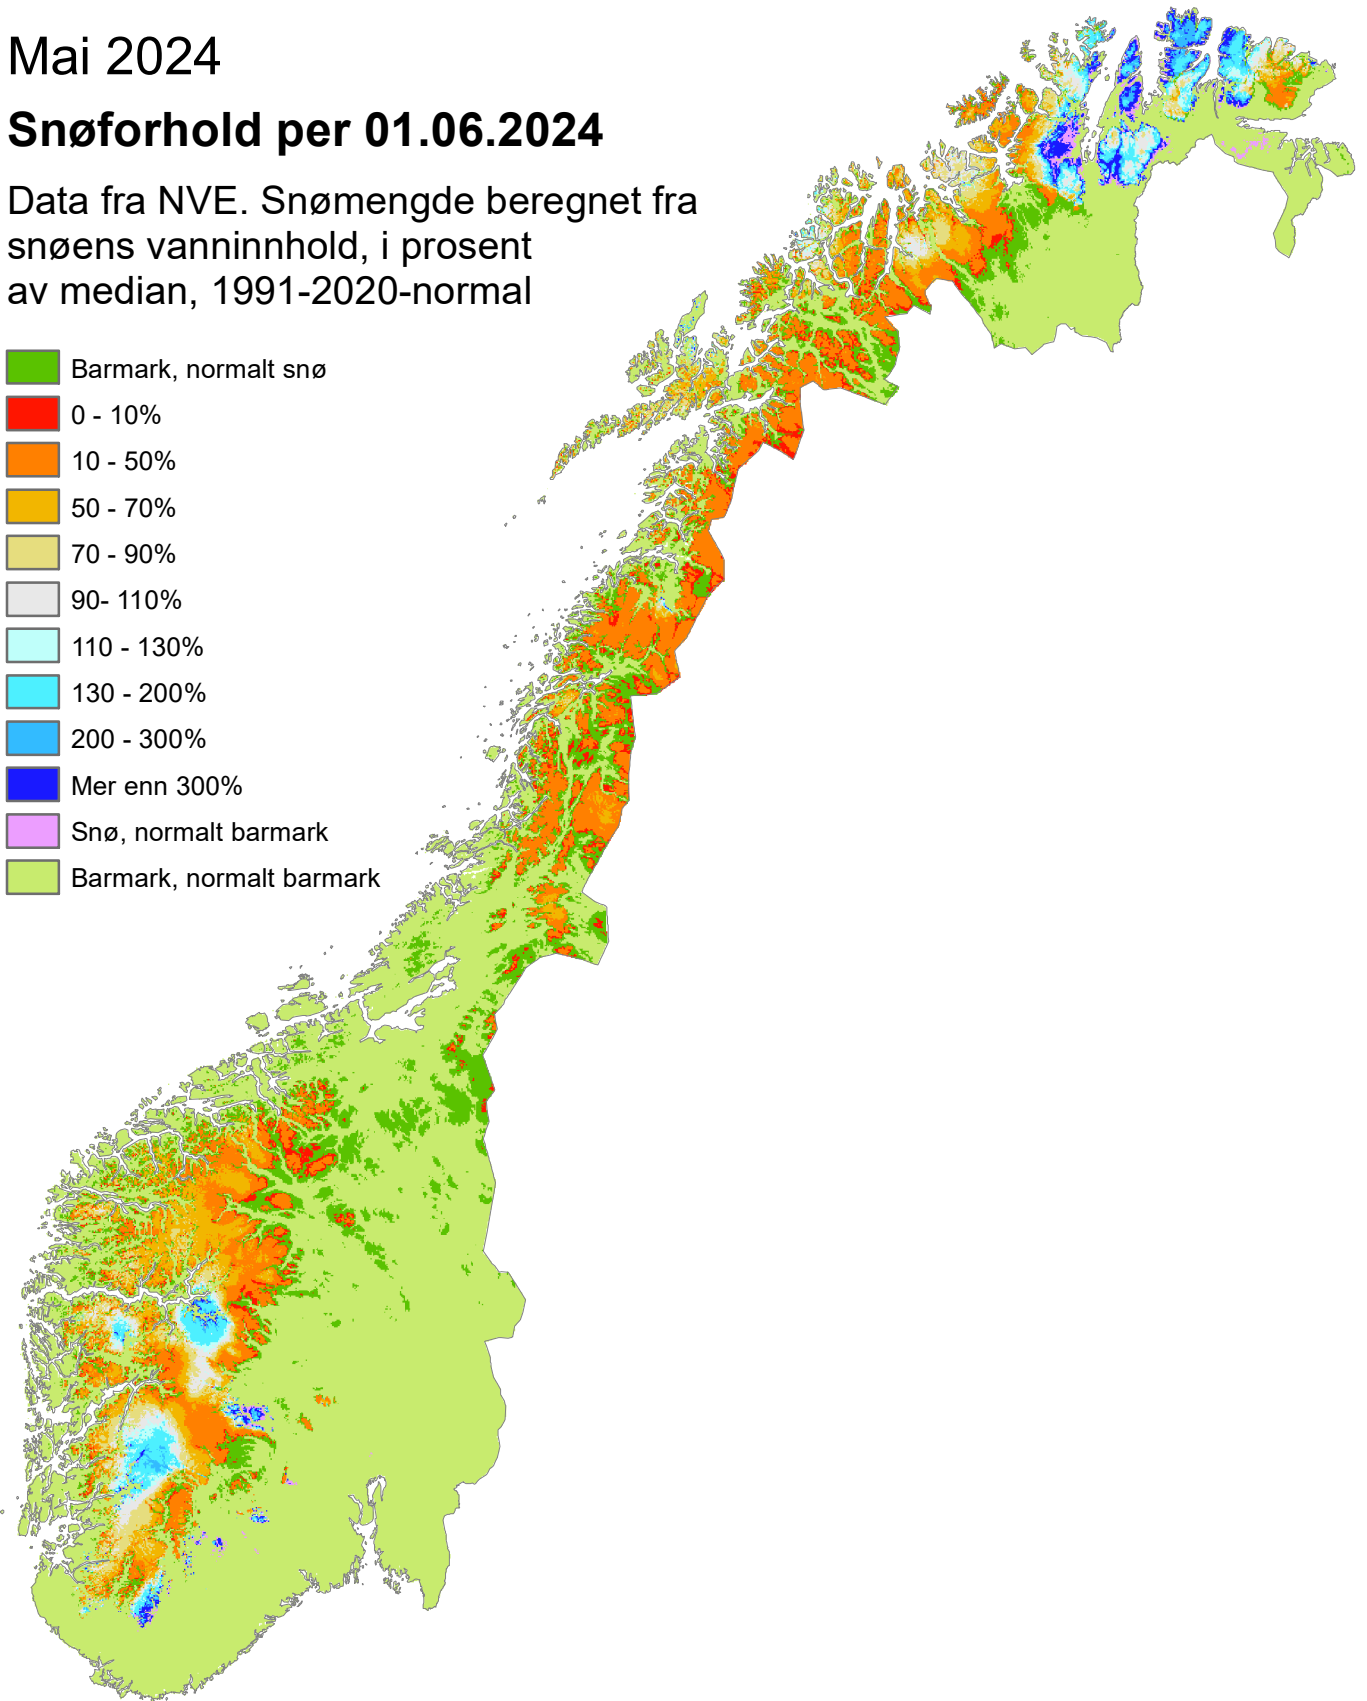 Mai 2024
Snøforhold per 01.06.2024
Data fra NVE. Snømengde beregnet fra
snøens vanninnhold, i prosent
av median, 1991-2020-normal
Barmark, normalt snø
0 - 10%
10 - 50%
50 - 70%
70 - 90%
90- 110%
110 - 130%
130 - 200%
200 - 300%
Mer enn 300%
Snø, normalt barmark
Barmark, normalt barmark